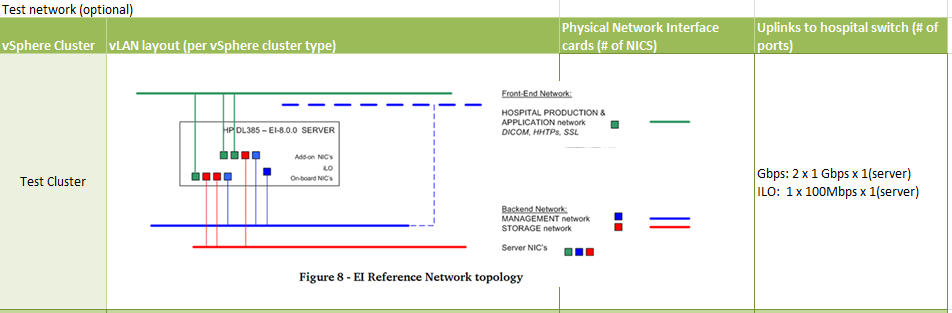 Test network (optional)
vSphere Cluster
vLAN layout (per vSphere cluster type)
Physical Network Interface
cards (# of NICS)
Uplinks to hospital switch (# of
ports)
Test Cluster
HP DL385 – EI-8.0.0 SERVER
Add-on NIC's
iLO
On-board NIC's
Front-End Network:
HOSPITAL PRODUCTION &
APPLICATION network
DICOM, HHTPs, SSL
Backend Network:
MANAGEMENT network
STORAGE network
Server NIC's
Figure 8 - EI Reference Network topology
Gbps: 2 x 1 Gbps x 1(server)
ILO:  1 x 100Mbps x 1(server)